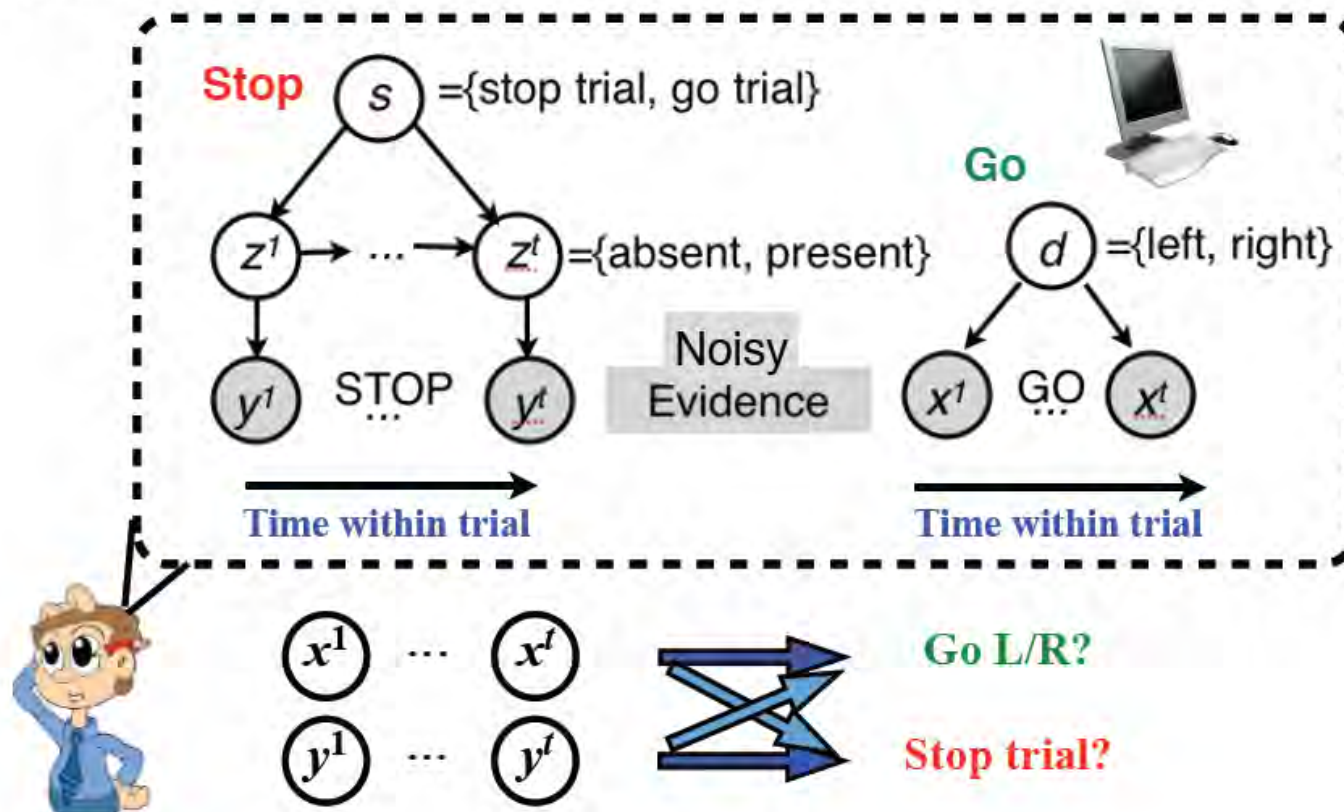 Stop
s ={stop trial, go trial}
Go
z¹ ... zᵗ ={absent, present}
d ={left, right}
Noisy
Evidence
y¹ STOP ... yᵗ
x¹ GO ... xᵗ
Time within trial
Time within trial
x¹ ... xᵗ
Go L/R?
y¹ ... yᵗ
Stop trial?